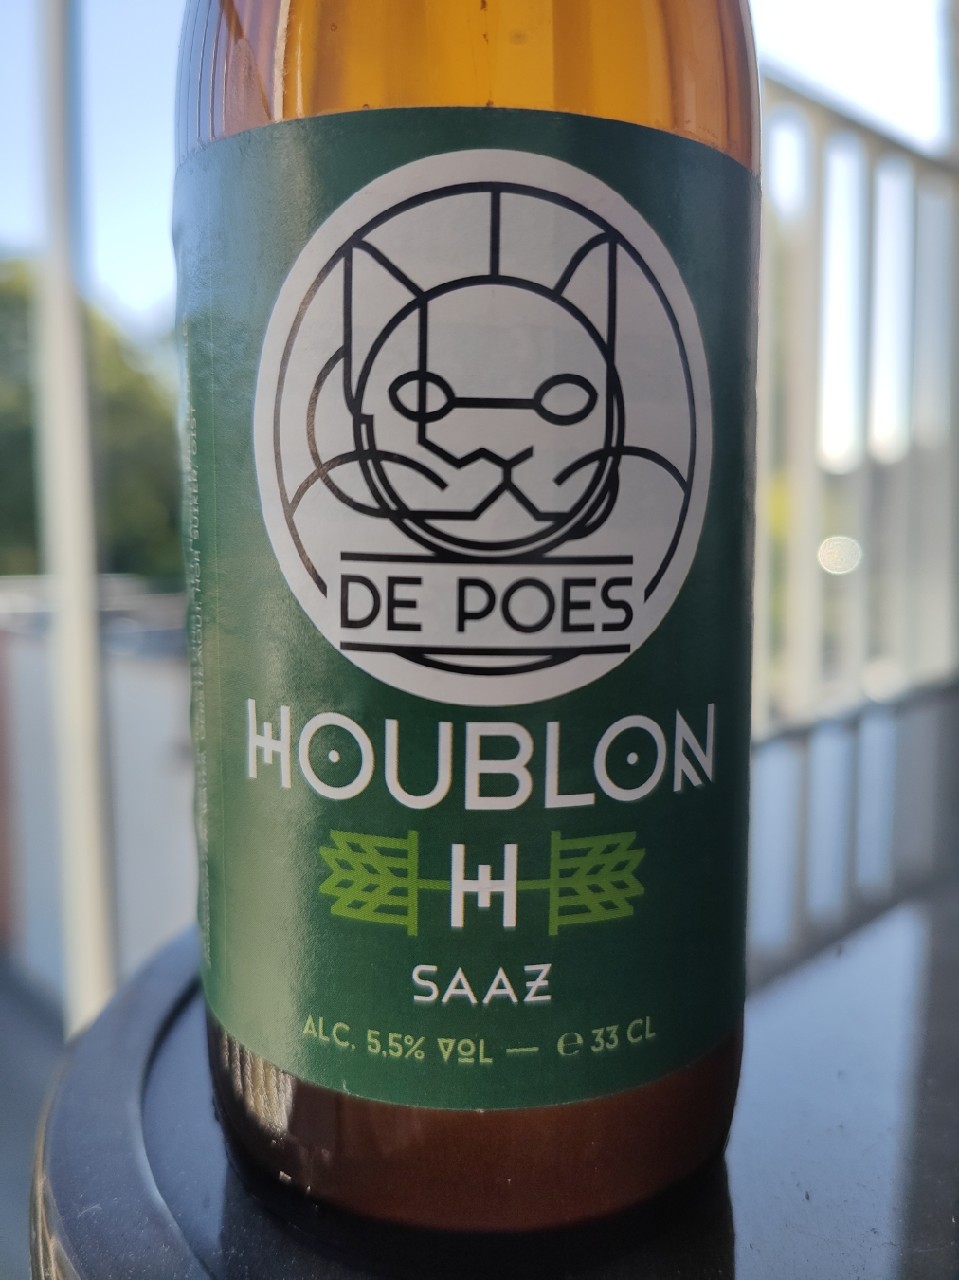 DE POES
HOUBLON
H
SAAZ
ALC. 5,5% VOL — ℮ 33 CL